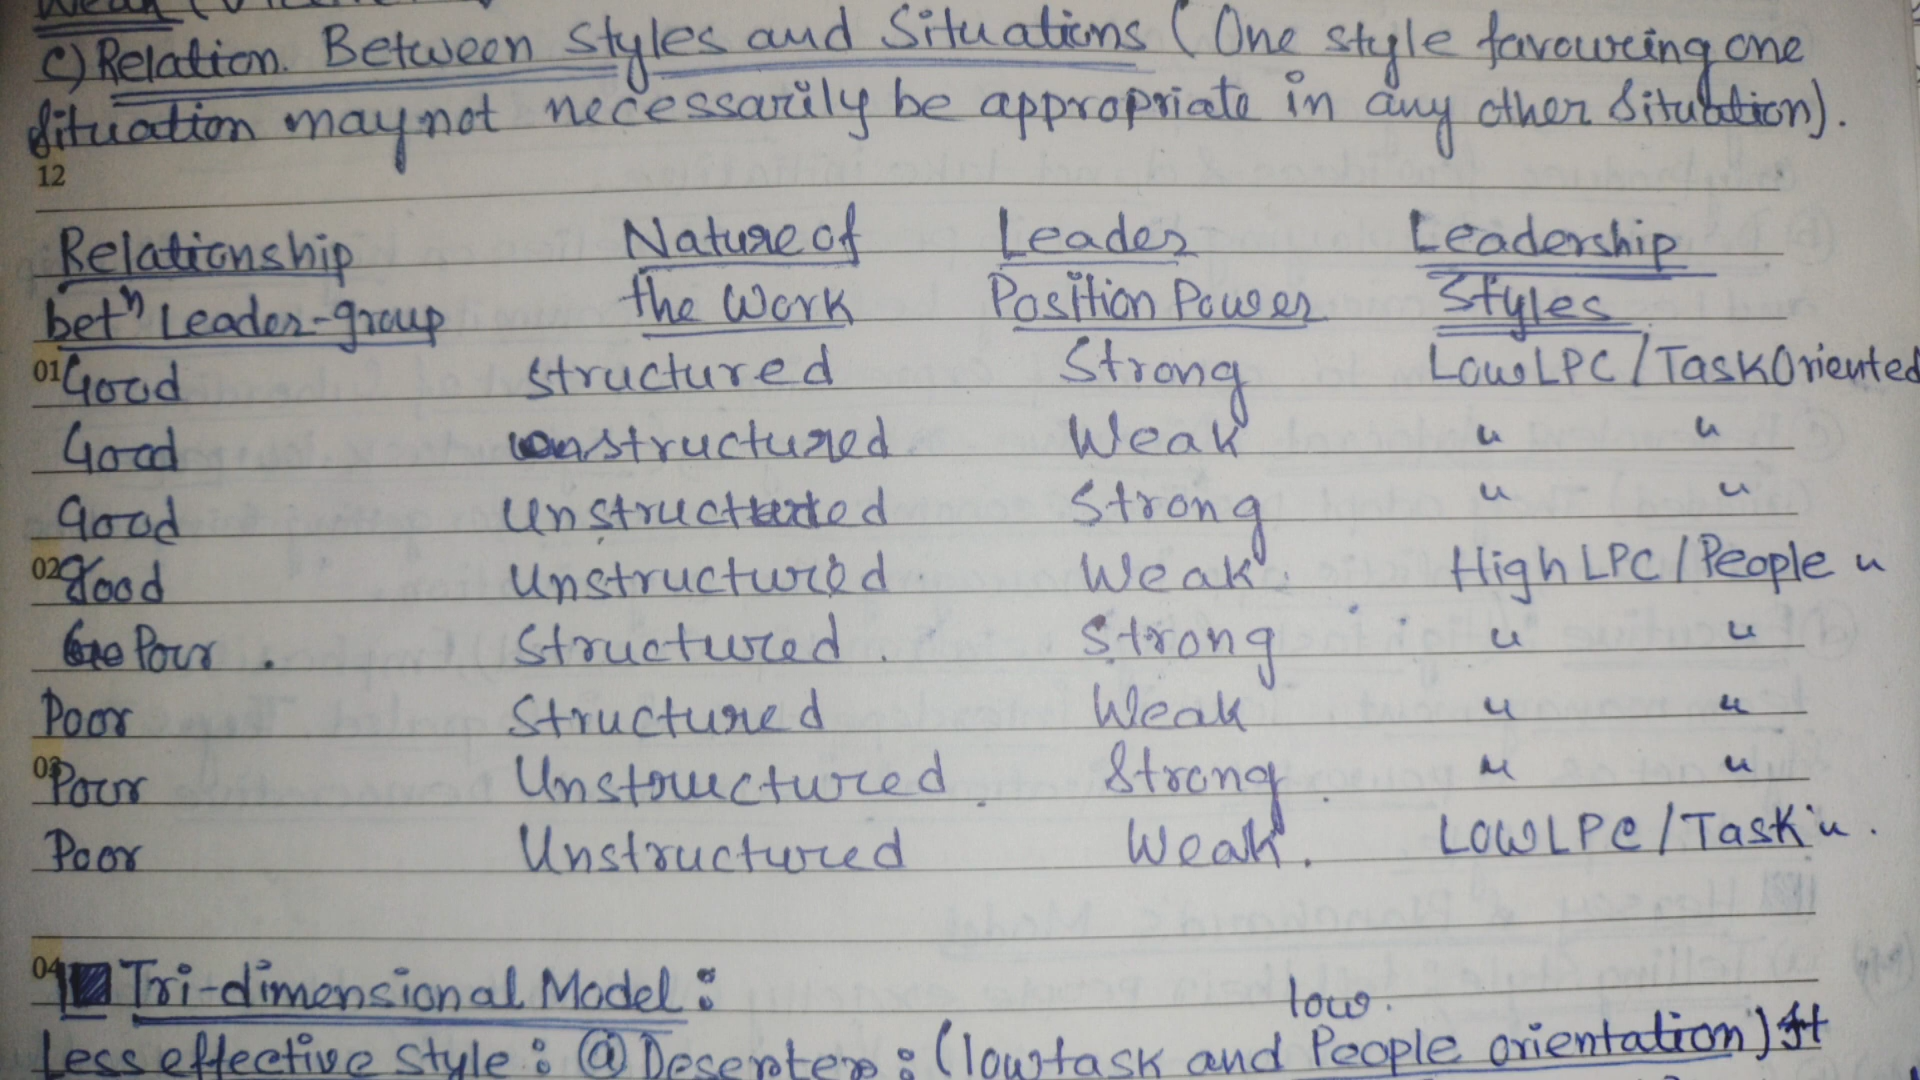 C) Relation Between Styles and Situations (One style favouring one
Situation may not necessarily be appropriate in any other Situation).
12
Relationship Nature of Leader Leadership
betⁿ Leader-group the Work Position Power Styles
01 Good Structured Strong Low LPC / Task Oriented
Good structured Weak " "
Good Unstructured Strong " "
02 Good Unstructured Weak High LPC / People "
Poor Structured Strong " "
Poor Structured Weak " "
03 Poor Unstructured Strong " "
Poor Unstructured Weak Low LPC / Task "
04 Tri-dimensional Model :
low
Less effective style : (a) Deserter : (low task and People orientation) It